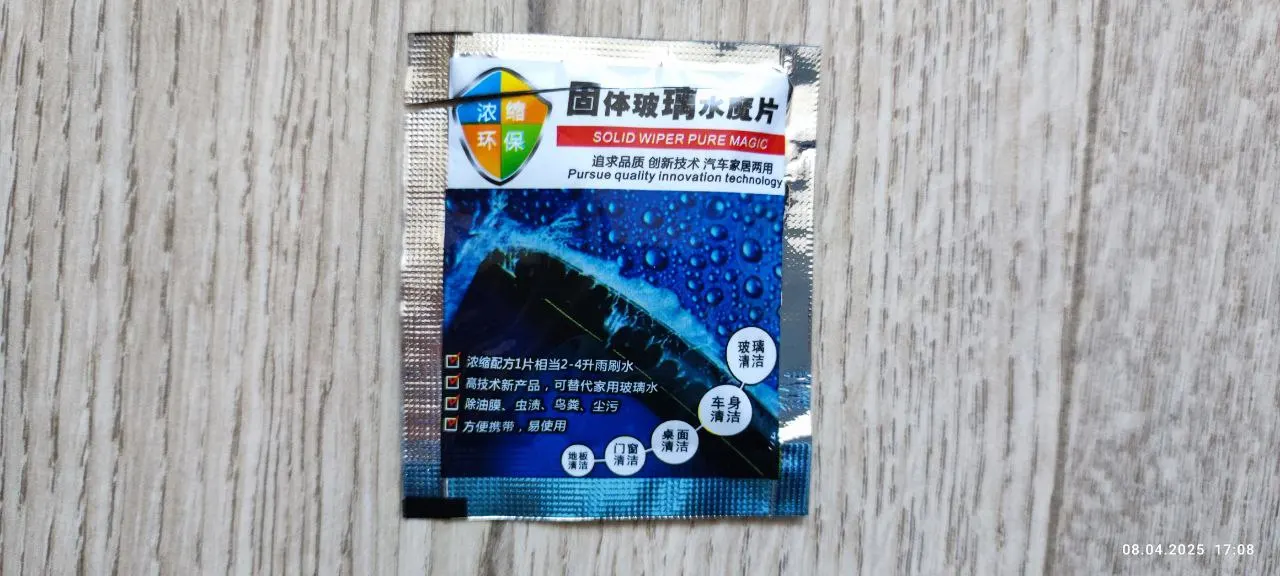 浓缩
环保
固体玻璃水魔片
SOLID WIPER PURE MAGIC
追求品质 创新技术 汽车家居两用
Pursue quality innovation technology
浓缩配方1片相当2-4升雨刷水
高技术新产品，可替代家用玻璃水
除油膜、虫渍、鸟粪、尘污
方便携带，易使用
玻璃
清洁
车身
清洁
桌面
清洁
门窗
清洁
地板
清洁
08.04.2025 17:08